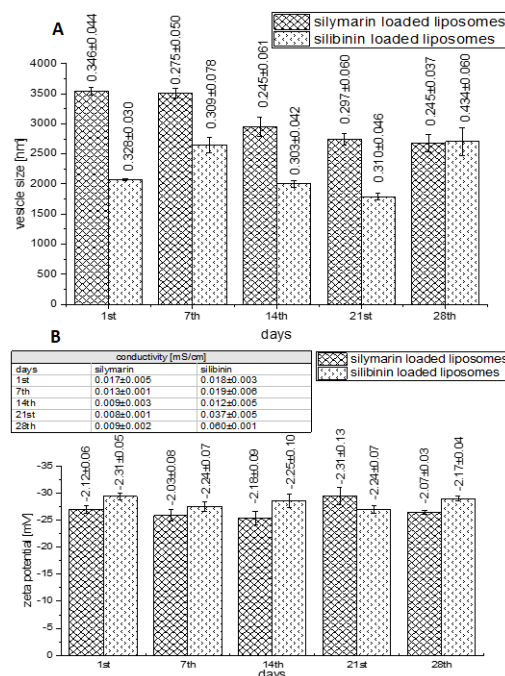 A
silymarin loaded liposomes
silibinin loaded liposomes
0.346±0.044
0.328±0.030
0.275±0.050
0.309±0.078
0.245±0.061
0.303±0.042
0.297±0.060
0.310±0.046
0.245±0.037
0.434±0.060
vesicle size [nm]
4000
3500
3000
2500
2000
1500
1000
500
0
1st 7th 14th 21st 28th
days
B
conductivity [mS/cm]
days silymarin silibinin
1st 0.017±0.005 0.018±0.003
7th 0.013±0.001 0.019±0.006
14th 0.009±0.003 0.012±0.005
21st 0.008±0.001 0.037±0.005
28th 0.009±0.002 0.060±0.001
silymarin loaded liposomes
silibinin loaded liposomes
-2.12±0.06
-2.31±0.05
-2.03±0.08
-2.24±0.07
-2.18±0.09
-2.25±0.10
-2.31±0.13
-2.24±0.07
-2.07±0.03
-2.17±0.04
zeta potential [mV]
-35
-30
-25
-20
-15
-10
-5
0
1st 7th 14th 21st 28th
days